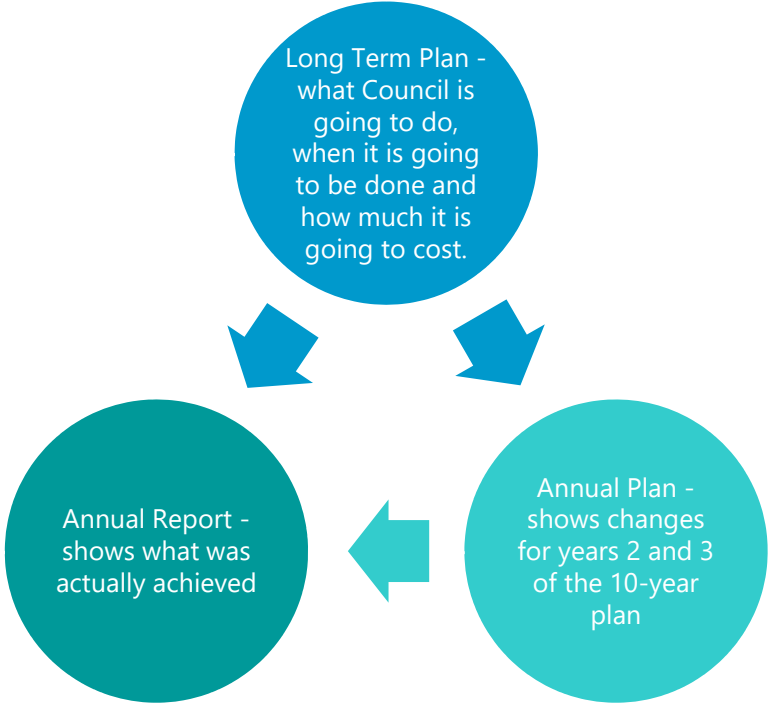 Long Term Plan -
what Council is
going to do,
when it is going
to be done and
how much it is
going to cost.
Annual Report -
shows what was
actually achieved
Annual Plan -
shows changes
for years 2 and 3
of the 10-year
plan